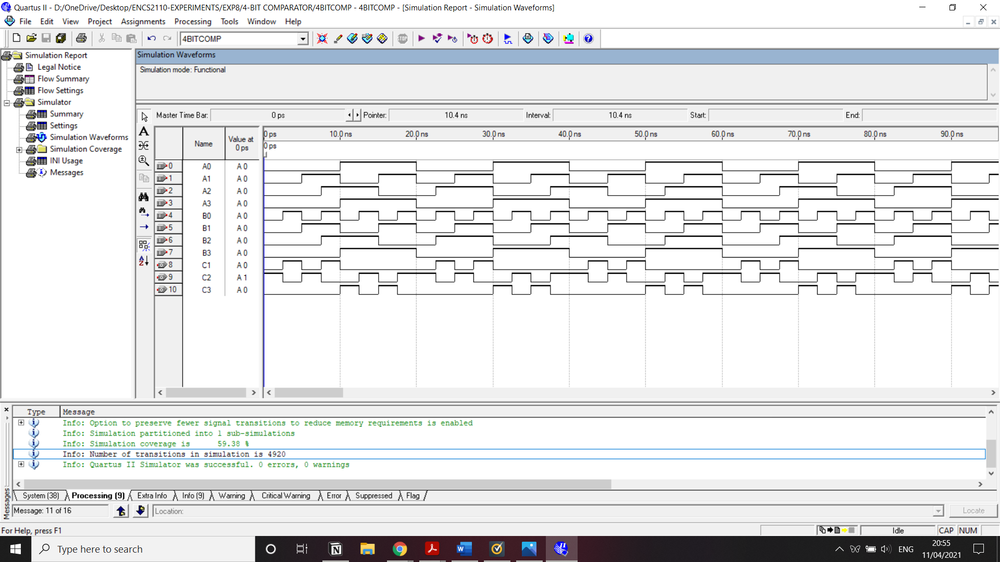 Quartus II - D:/OneDrive/Desktop/ENCS2110-EXPERIMENTS/EXP8/4-BIT COMPARATOR/4BITCOMP - 4BITCOMP - [Simulation Report - Simulation Waveforms]
File Edit View Project Assignments Processing Tools Window Help
4BITCOMP
STOP
Simulation Report
Legal Notice
Flow Summary
Flow Settings
Simulator
Summary
Settings
Simulation Waveforms
Simulation Coverage
INI Usage
Messages
Simulation Waveforms
Simulation mode: Functional
Master Time Bar: 0 ps Pointer: 10.4 ns Interval: 10.4 ns Start: End:
Name Value at 0 ps
0 ps 10.0 ns 20.0 ns 30.0 ns 40.0 ns 50.0 ns 60.0 ns 70.0 ns 80.0 ns 90.0 ns
0 ps
0 A0 A 0
1 A1 A 0
2 A2 A 0
3 A3 A 0
4 B0 A 0
5 B1 A 0
6 B2 A 0
7 B3 A 0
8 C1 A 0
9 C2 A 1
10 C3 A 0
Type Message
Info: Option to preserve fewer signal transitions to reduce memory requirements is enabled
Info: Simulation partitioned into 1 sub-simulations
Info: Simulation coverage is 59.38 %
Info: Number of transitions in simulation is 4920
Info: Quartus II Simulator was successful. 0 errors, 0 warnings
System (38) Processing (9) Extra Info Info (9) Warning Critical Warning Error Suppressed Flag
Messages
Message: 11 of 16 Location: Locate
For Help, press F1 Idle CAP NUM
Type here to search
ENG
20:55
11/04/2021